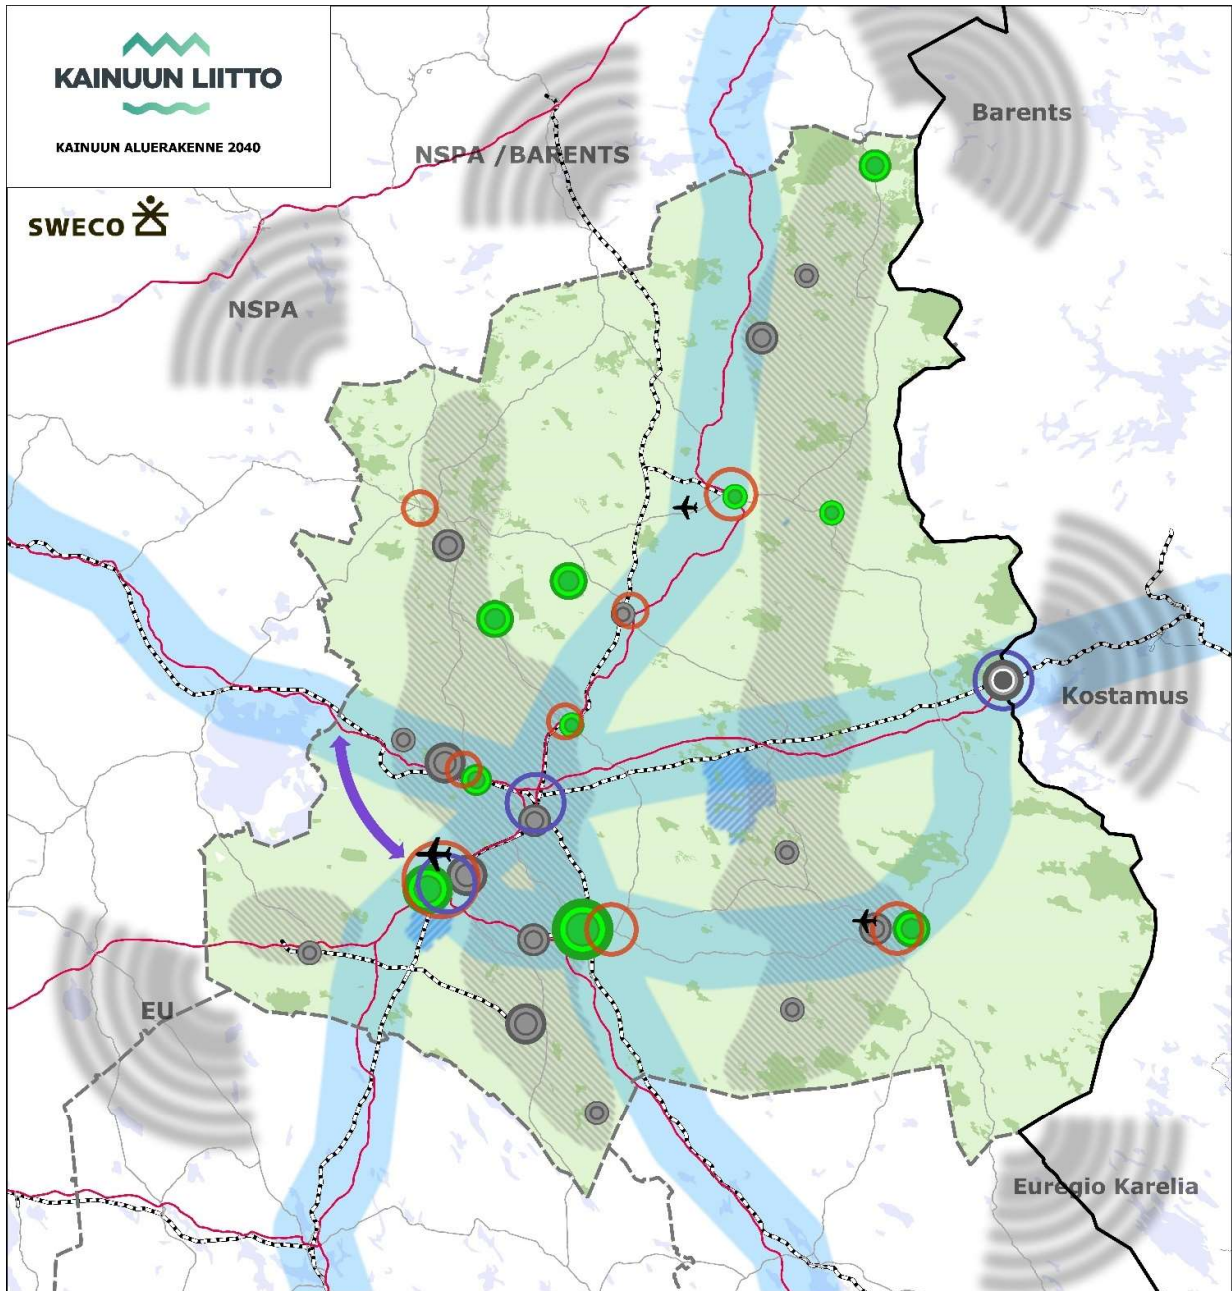 KAINUUN LIITTO
KAINUUN ALUERAKENNE 2040
SWECO
Barents
NSPA /BARENTS
NSPA
Kostamus
EU
Euregio Karelia